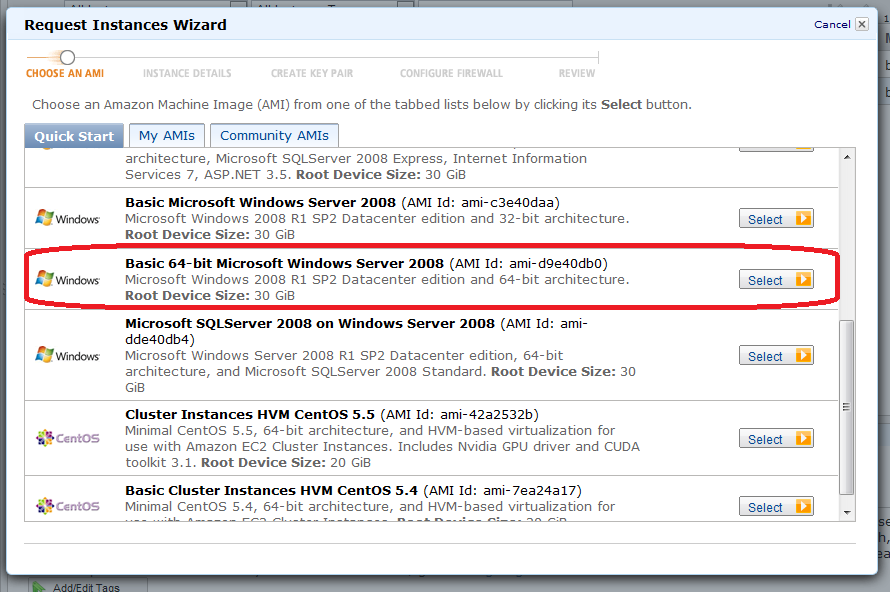 Request Instances Wizard
Cancel
CHOOSE AN AMI INSTANCE DETAILS CREATE KEY PAIR CONFIGURE FIREWALL REVIEW
Choose an Amazon Machine Image (AMI) from one of the tabbed lists below by clicking its Select button.
Quick Start My AMIs Community AMIs
architecture, Microsoft SQLServer 2008 Express, Internet Information
Services 7, ASP.NET 3.5. Root Device Size: 30 GiB
Windows
Basic Microsoft Windows Server 2008 (AMI Id: ami-c3e40daa)
Microsoft Windows 2008 R1 SP2 Datacenter edition and 32-bit architecture.
Root Device Size: 30 GiB
Select
Windows
Basic 64-bit Microsoft Windows Server 2008 (AMI Id: ami-d9e40db0)
Microsoft Windows 2008 R1 SP2 Datacenter edition and 64-bit architecture.
Root Device Size: 30 GiB
Select
Windows
Microsoft SQLServer 2008 on Windows Server 2008 (AMI Id: ami-
dde40db4)
Microsoft Windows Server 2008 R1 SP2 Datacenter edition, 64-bit
architecture, and Microsoft SQLServer 2008 Standard. Root Device Size: 30
GiB
Select
CentOS
Cluster Instances HVM CentOS 5.5 (AMI Id: ami-42a2532b)
Minimal CentOS 5.5, 64-bit architecture, and HVM-based virtualization for
use with Amazon EC2 Cluster Instances. Includes Nvidia GPU driver and CUDA
toolkit 3.1. Root Device Size: 20 GiB
Select
CentOS
Basic Cluster Instances HVM CentOS 5.4 (AMI Id: ami-7ea24a17)
Minimal CentOS 5.4, 64-bit architecture, and HVM-based virtualization for
use with Amazon EC2 Cluster Instances. Root Device Size: 20 GiB
Select
Add/Edit Tags